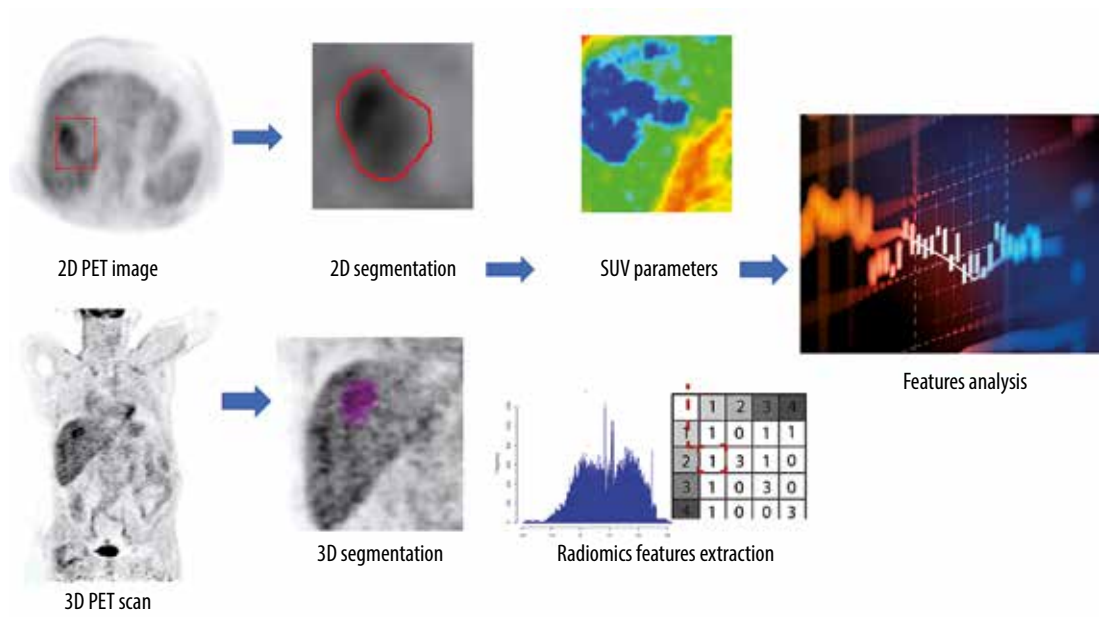 2D PET image
2D segmentation
SUV parameters
Features analysis
1 2 3 4
1 1 0 1 1
2 1 3 1 0
3 1 0 3 0
4 1 0 0 3
3D segmentation
Radiomics features extraction
3D PET scan